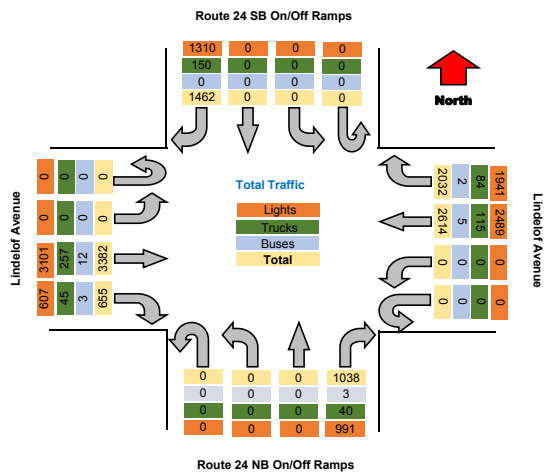 Route 24 SB On/Off Ramps
1310 0 0 0
150 0 0 0
0 0 0 0
1462 0 0 0
North
Lindelof Avenue
0 0 0 0
0 0 0 0
3101 257 12 3382
607 45 3 655
Total Traffic
Lights
Trucks
Buses
Total
2032 2 84 1941
2614 5 115 2489
0 0 0 0
0 0 0 0
Lindelof Avenue
0 0 0 1038
0 0 0 3
0 0 0 40
0 0 0 991
Route 24 NB On/Off Ramps